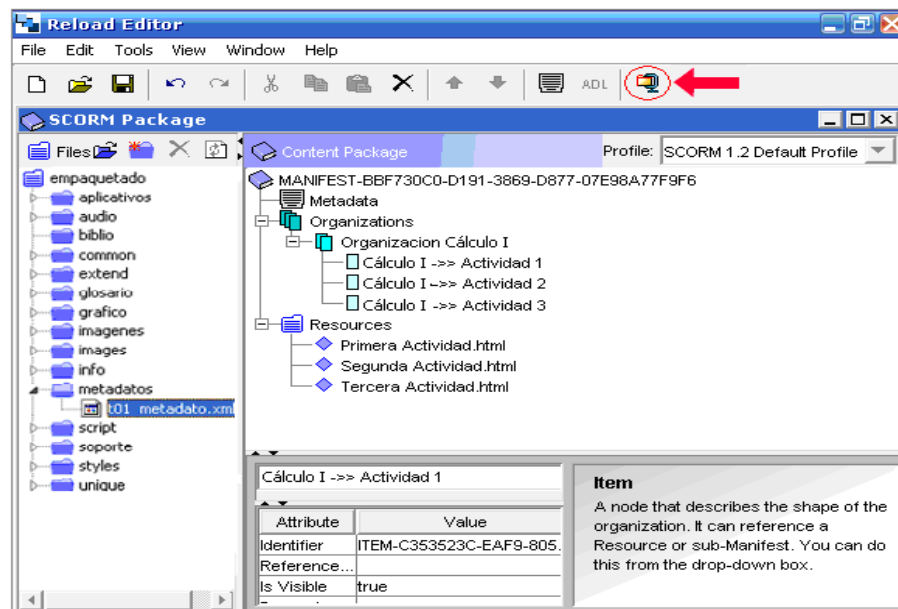 Reload Editor
File Edit Tools View Window Help
ADL
SCORM Package
Files
empaquetado
aplicativos
audio
biblio
common
extend
glosario
grafico
imagenes
images
info
metadatos
t01_metadato.xml
script
soporte
styles
unique
Content Package
Profile: SCORM 1.2 Default Profile
MANIFEST-BBF730C0-D191-3869-D877-07E98A77F9F6
Metadata
Organizations
Organizacion Cálculo I
Cálculo I ->> Actividad 1
Cálculo I ->> Actividad 2
Cálculo I ->> Actividad 3
Resources
Primera Actividad.html
Segunda Actividad.html
Tercera Actividad.html
Cálculo I ->> Actividad 1
Attribute Value
Identifier ITEM-C353523C-EAF9-805.
Reference...
Is Visible true
Item
A node that describes the shape of the
organization. It can reference a
Resource or sub-Manifest. You can do
this from the drop-down box.